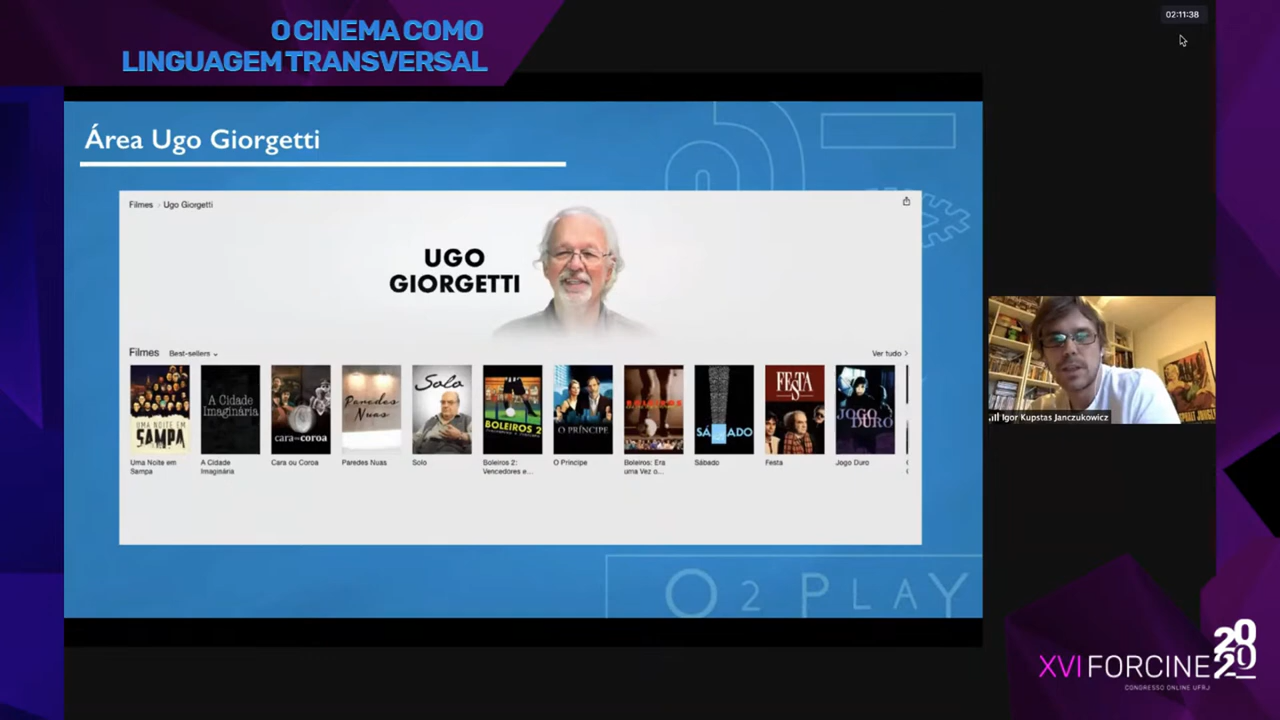 O CINEMA COMO
LINGUAGEM TRANSVERSAL
02:11:38
Área Ugo Giorgetti
Filmes › Ugo Giorgetti
UGO
GIORGETTI
Filmes Best-sellers
Ver tudo
UMA NOITE EM
SAMPA
A Cidade
Imaginária
cara ou coroa
Paredes
Nuas
Solo
BOLEIROS 2
O PRÍNCIPE
BOLEIROS
SÁBADO
FESTA
JOGO
DURO
Uma Noite em
Sampa
A Cidade
Imaginária
Cara ou Coroa
Paredes Nuas
Solo
Boleiros 2:
Vencedores e...
O Príncipe
Boleiros: Era
uma Vez o...
Sábado
Festa
Jogo Duro
Igor Kupstas Janczukowicz
ASPHALT JUNGLE
O2 PLAY
XVI FORCINE 2020
CONGRESSO ONLINE UFRJ